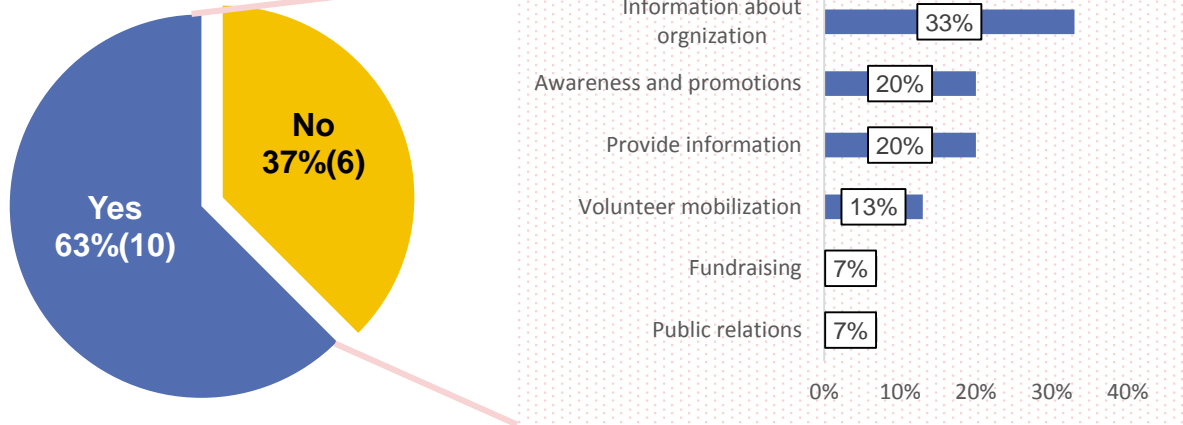 No
37%(6)
Yes
63%(10)
Information about
orgnization
33%
Awareness and promotions
20%
Provide information
20%
Volunteer mobilization
13%
Fundraising
7%
Public relations
7%
0% 10% 20% 30% 40%